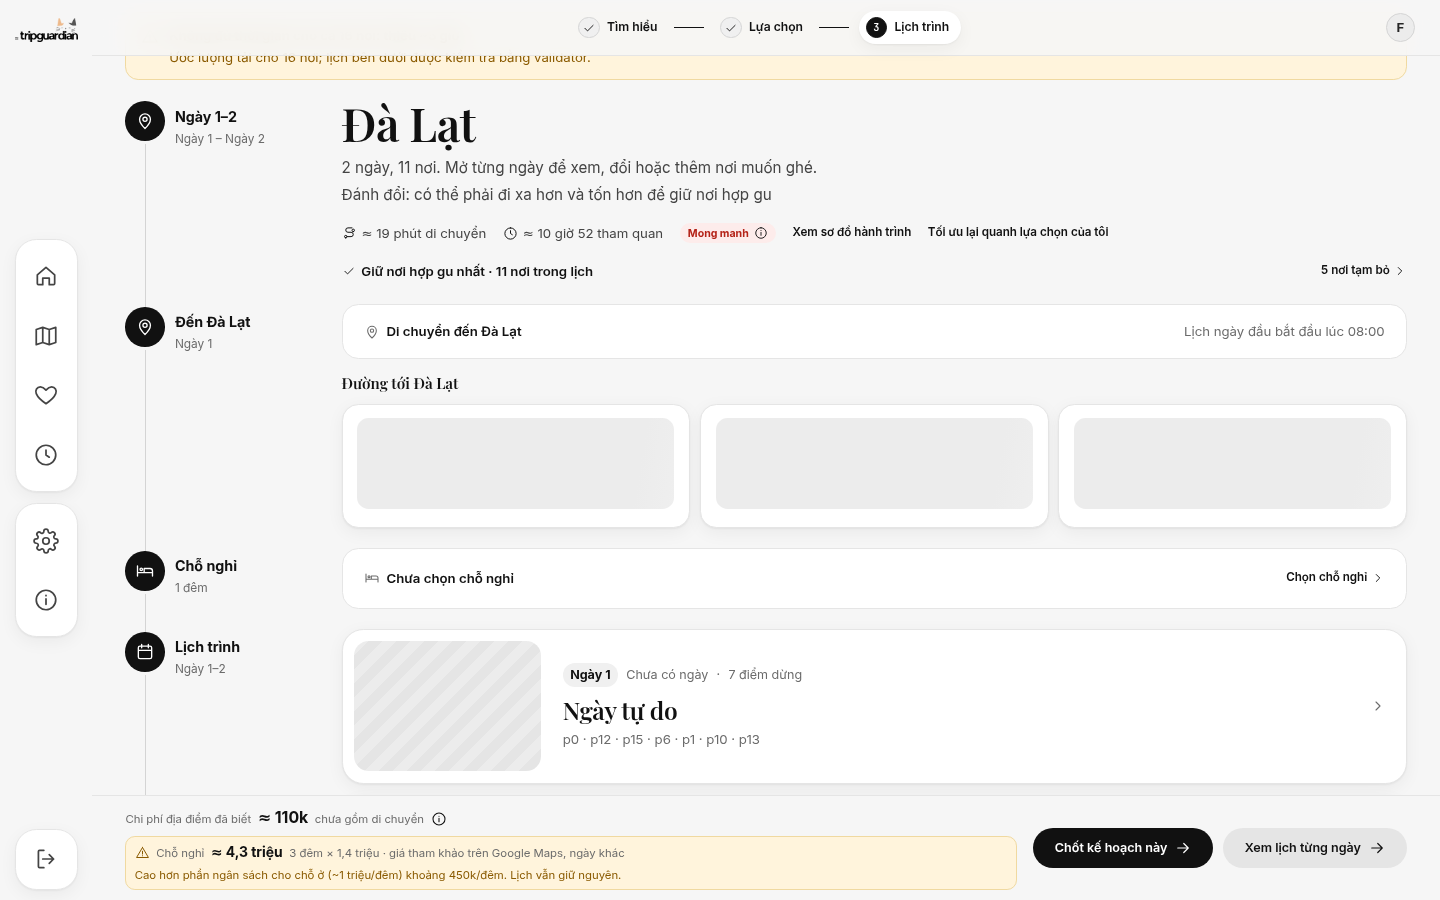 tripguardian
Tìm hiểu
Lựa chọn
3 Lịch trình
F
Ước lượng tại chỗ 16 nơi; lịch bên dưới được kiểm tra bằng validator.
Ngày 1–2
Ngày 1 – Ngày 2
Đà Lạt
2 ngày, 11 nơi. Mở từng ngày để xem, đổi hoặc thêm nơi muốn ghé.
Đánh đổi: có thể phải đi xa hơn và tốn hơn để giữ nơi hợp gu
≈ 19 phút di chuyển ≈ 10 giờ 52 tham quan Mong manh Xem sơ đồ hành trình Tối ưu lại quanh lựa chọn của tôi
Giữ nơi hợp gu nhất · 11 nơi trong lịch 5 nơi tạm bỏ
Đến Đà Lạt
Ngày 1
Di chuyển đến Đà Lạt Lịch ngày đầu bắt đầu lúc 08:00
Đường tới Đà Lạt
Chỗ nghỉ
1 đêm
Chưa chọn chỗ nghỉ Chọn chỗ nghỉ
Lịch trình
Ngày 1–2
Ngày 1 Chưa có ngày · 7 điểm dừng
Ngày tự do
p0 · p12 · p15 · p6 · p1 · p10 · p13
Chi phí địa điểm đã biết ≈ 110k chưa gồm di chuyển
Chỗ nghỉ ≈ 4,3 triệu 3 đêm × 1,4 triệu · giá tham khảo trên Google Maps, ngày khác
Cao hơn phần ngân sách cho chỗ ở (~1 triệu/đêm) khoảng 450k/đêm. Lịch vẫn giữ nguyên.
Chốt kế hoạch này
Xem lịch từng ngày